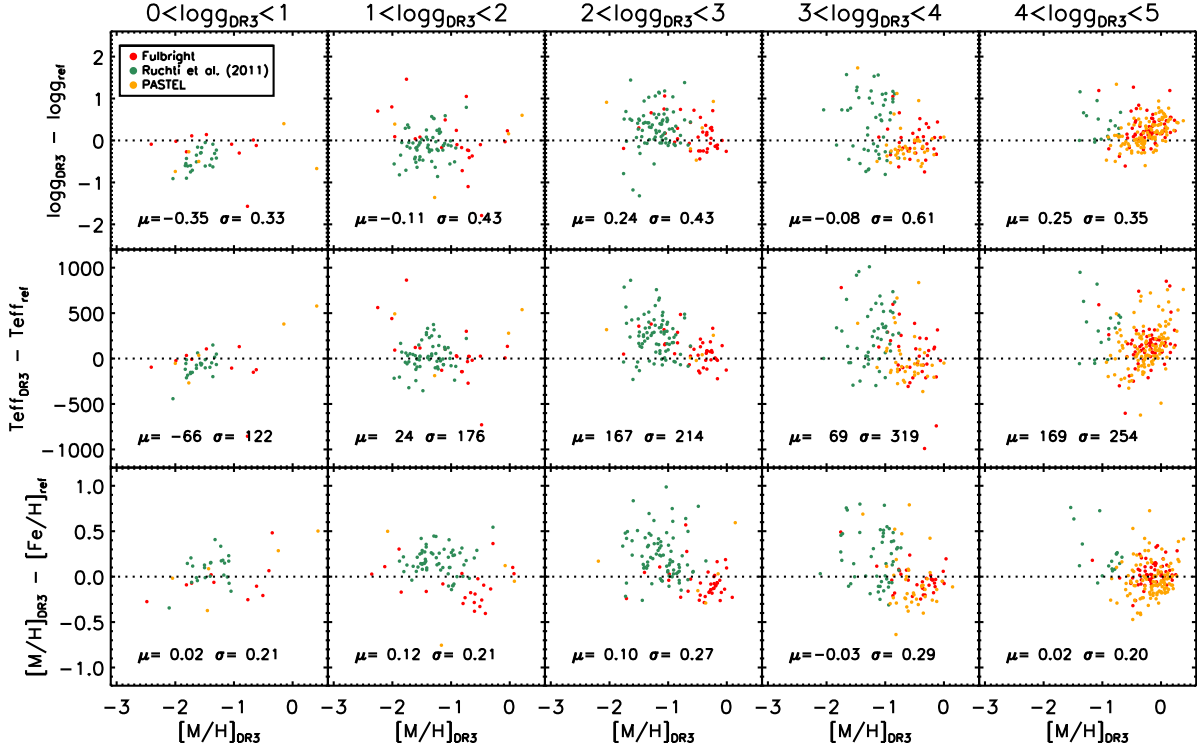 0<logg_DR3<1 1<logg_DR3<2 2<logg_DR3<3 3<logg_DR3<4 4<logg_DR3<5
Fulbright
Ruchti et al. (2011)
PASTEL
logg_DR3 − logg_ref
2
1
0
−1
−2
μ=−0.35 σ= 0.33 μ=−0.11 σ= 0.43 μ= 0.24 σ= 0.43 μ=−0.08 σ= 0.61 μ= 0.25 σ= 0.35
Teff_DR3 − Teff_ref
1000
500
0
−500
−1000
μ= −66 σ= 122 μ= 24 σ= 176 μ= 167 σ= 214 μ= 69 σ= 319 μ= 169 σ= 254
[M/H]_DR3 − [Fe/H]_ref
1.0
0.5
0.0
−0.5
−1.0
μ= 0.02 σ= 0.21 μ= 0.12 σ= 0.21 μ= 0.10 σ= 0.27 μ=−0.03 σ= 0.29 μ= 0.02 σ= 0.20
−3 −2 −1 0 −3 −2 −1 0 −3 −2 −1 0 −3 −2 −1 0 −3 −2 −1 0
[M/H]_DR3 [M/H]_DR3 [M/H]_DR3 [M/H]_DR3 [M/H]_DR3